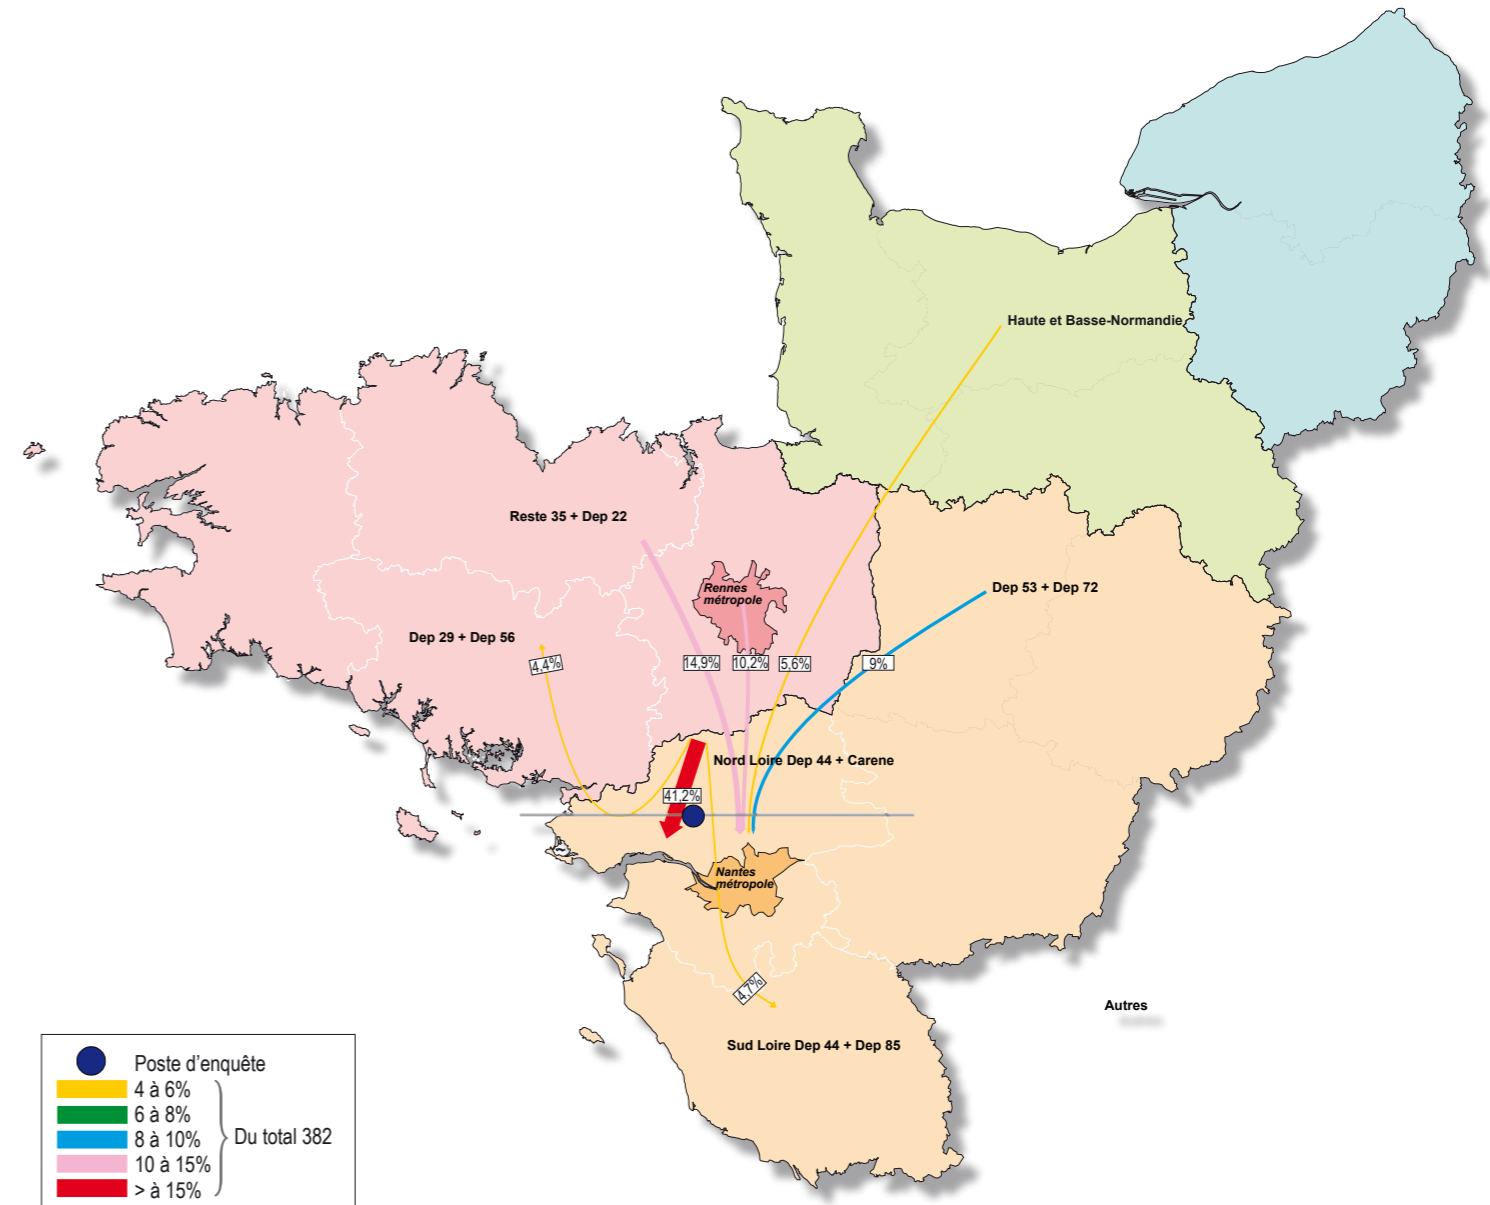 Haute et Basse-Normandie
Reste 35 + Dep 22
Rennes
métropole
Dep 53 + Dep 72
Dep 29 + Dep 56
4,4%
14,9%
10,2%
5,6%
9%
Nord Loire Dep 44 + Carene
41,2%
Nantes
métropole
4,7%
Autres
Sud Loire Dep 44 + Dep 85
Poste d'enquête
4 à 6%
6 à 8%
8 à 10%
10 à 15%
> à 15%
Du total 382